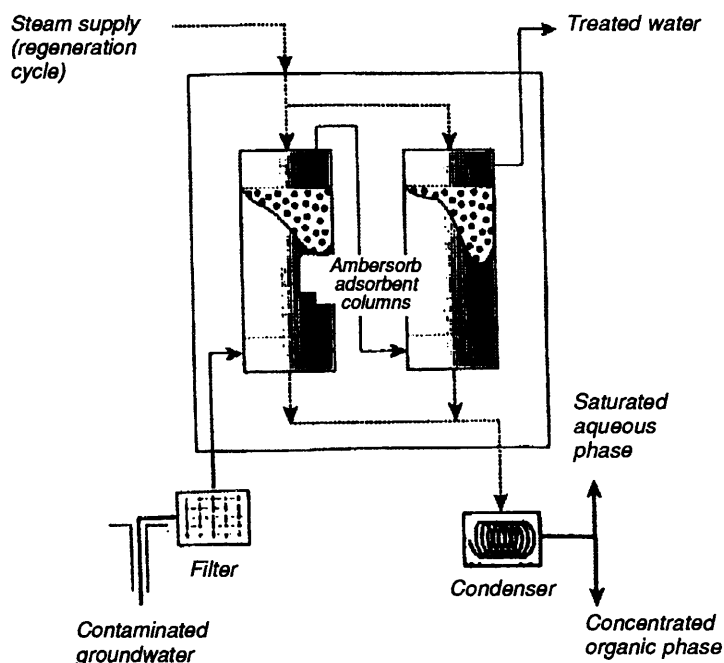 Steam supply
(regeneration
cycle)
Treated water
Ambersorb
adsorbent
columns
Saturated
aqueous
phase
Filter
Condenser
Contaminated
groundwater
Concentrated
organic phase